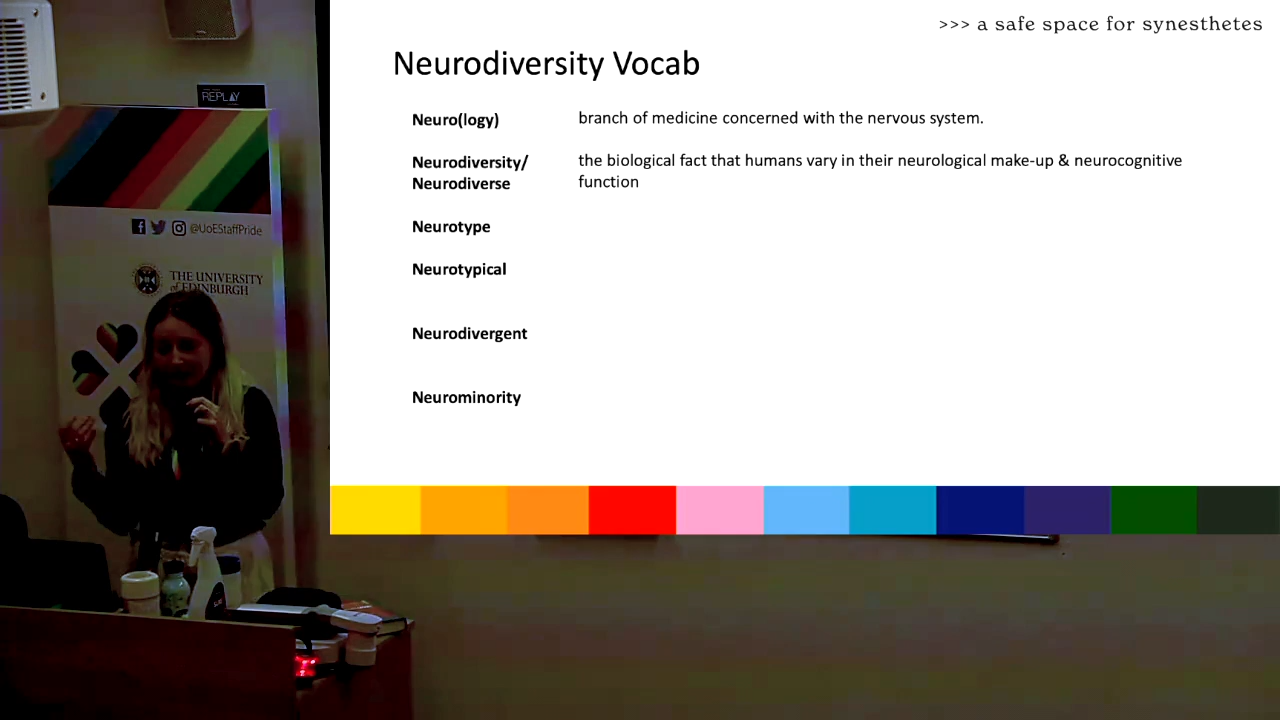 >>> a safe space for synesthetes
Neurodiversity Vocab
Neuro(logy)
branch of medicine concerned with the nervous system.
Neurodiversity/
Neurodiverse
the biological fact that humans vary in their neurological make-up & neurocognitive
function
Neurotype
Neurotypical
Neurodivergent
Neurominority
REPLAY
@UoEStaffPride
THE UNIVERSITY
of EDINBURGH